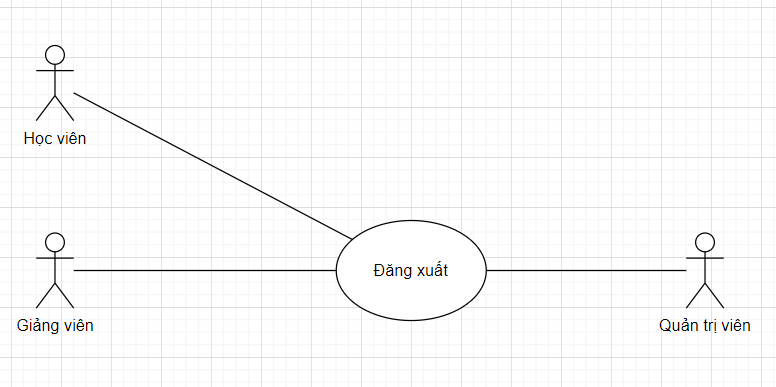 Học viên
Đăng xuất
Giảng viên
Quản trị viên